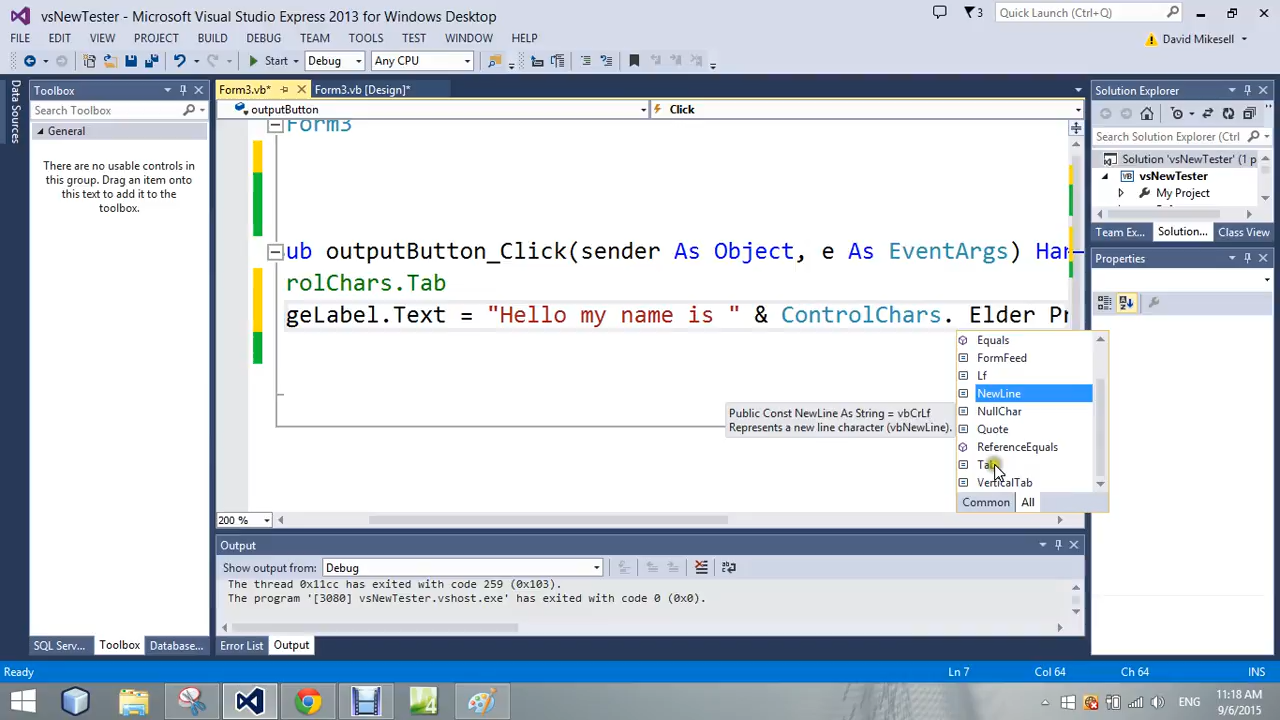 vsNewTester - Microsoft Visual Studio Express 2013 for Windows Desktop
3
Quick Launch (Ctrl+Q)
FILE EDIT VIEW PROJECT BUILD DEBUG TEAM TOOLS TEST WINDOW HELP
David Mikesell
Start Debug Any CPU
Data Sources
Toolbox
Search Toolbox
General
There are no usable controls in this group. Drag an item onto this text to add it to the toolbox.
Form3.vb* Form3.vb [Design]*
outputButton Click
Form3
ub outputButton_Click(sender As Object, e As EventArgs) Har
rolChars.Tab
geLabel.Text = "Hello my name is " & ControlChars. Elder Pr
Equals
FormFeed
Lf
NewLine
NullChar
Quote
ReferenceEquals
Tab
VerticalTab
Common All
Public Const NewLine As String = vbCrLf
Represents a new line character (vbNewLine).
200 %
Output
Show output from: Debug
The thread 0x11cc has exited with code 259 (0x103).
The program '[3080] vsNewTester.vshost.exe' has exited with code 0 (0x0).
Solution Explorer
Search Solution Explorer (Ctrl
Solution 'vsNewTester' (1 p
vsNewTester
My Project
Team Ex... Solution... Class View
Properties
SQL Serv... Toolbox Database... Error List Output
Ready Ln 7 Col 64 Ch 64 INS
ENG
11:18 AM
9/6/2015